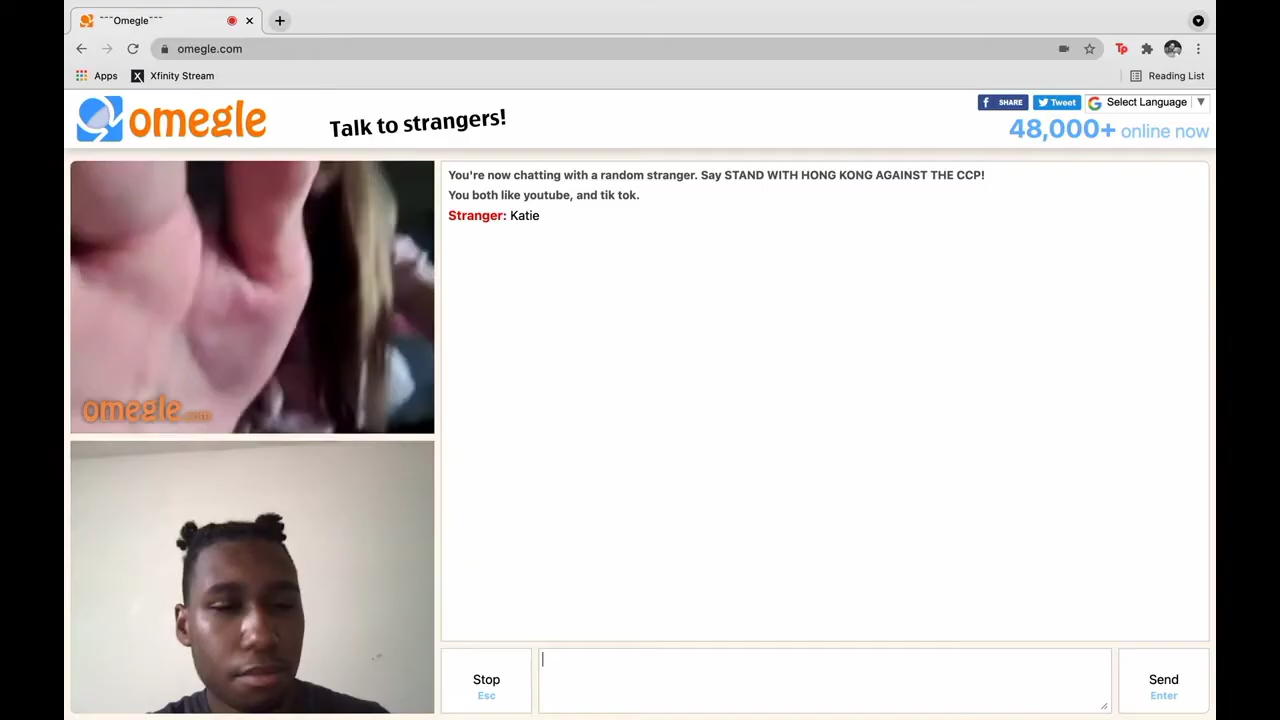 ~~~Omegle~~~
omegle.com
Apps
Xfinity Stream
Tp
Reading List
omegle
Talk to strangers!
SHARE
Tweet
Select Language
48,000+ online now
You're now chatting with a random stranger. Say STAND WITH HONG KONG AGAINST THE CCP!
You both like youtube, and tik tok.
Stranger: Katie
omegle.com
Stop
Esc
Send
Enter